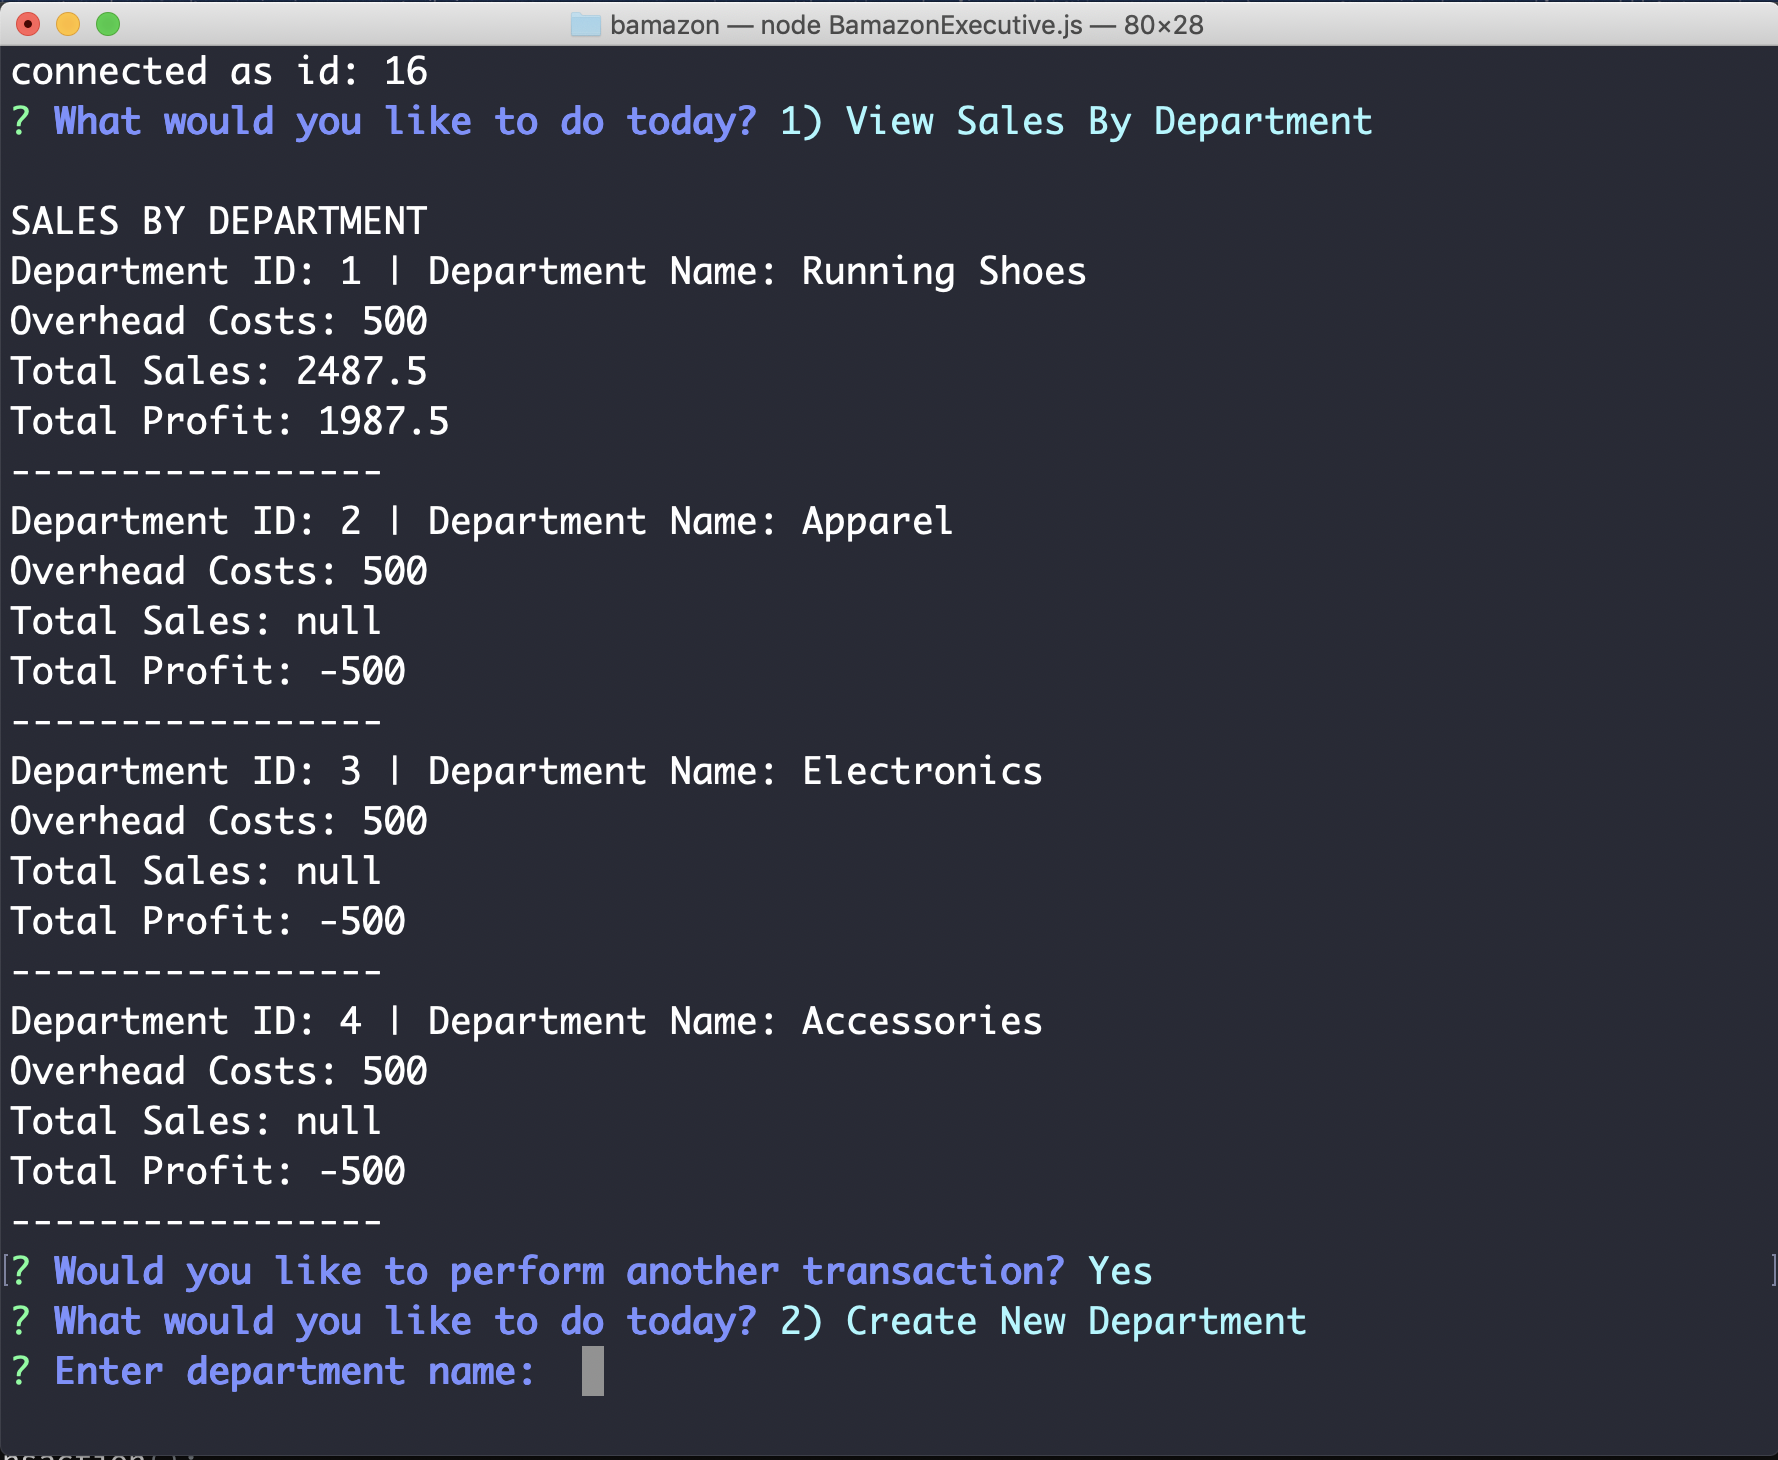 bamazon — node BamazonExecutive.js — 80×28
connected as id: 16
? What would you like to do today? 1) View Sales By Department
SALES BY DEPARTMENT
Department ID: 1 | Department Name: Running Shoes
Overhead Costs: 500
Total Sales: 2487.5
Total Profit: 1987.5
-----------------
Department ID: 2 | Department Name: Apparel
Overhead Costs: 500
Total Sales: null
Total Profit: -500
-----------------
Department ID: 3 | Department Name: Electronics
Overhead Costs: 500
Total Sales: null
Total Profit: -500
-----------------
Department ID: 4 | Department Name: Accessories
Overhead Costs: 500
Total Sales: null
Total Profit: -500
-----------------
[? Would you like to perform another transaction? Yes ]
? What would you like to do today? 2) Create New Department
? Enter department name: